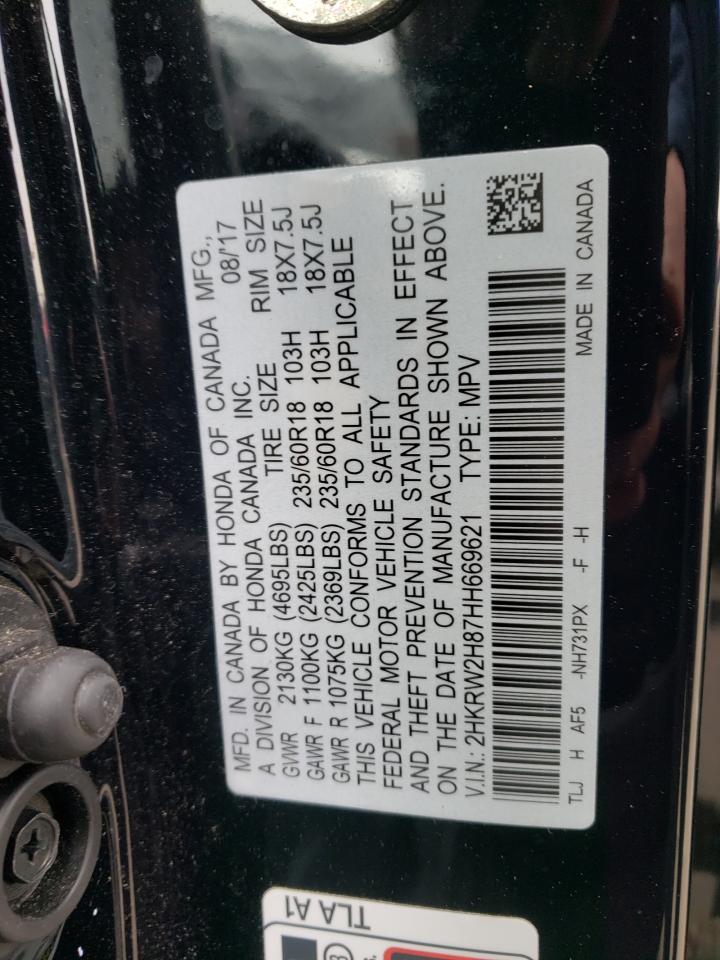 MFD. IN CANADA BY HONDA OF CANADA MFG.,
A DIVISION OF HONDA CANADA INC. 08/17
GVWR 2130KG (4695LBS) TIRE SIZE RIM SIZE
GAWR F 1100KG (2425LBS) 235/60R18 103H 18X7.5J
GAWR R 1075KG (2369LBS) 235/60R18 103H 18X7.5J
THIS VEHICLE CONFORMS TO ALL APPLICABLE
FEDERAL MOTOR VEHICLE SAFETY
AND THEFT PREVENTION STANDARDS IN EFFECT
ON THE DATE OF MANUFACTURE SHOWN ABOVE.
V.I.N.: 2HKRW2H87HH669621 TYPE: MPV
TLJ H AF5 -NH731PX -F -H MADE IN CANADA
TLA A1